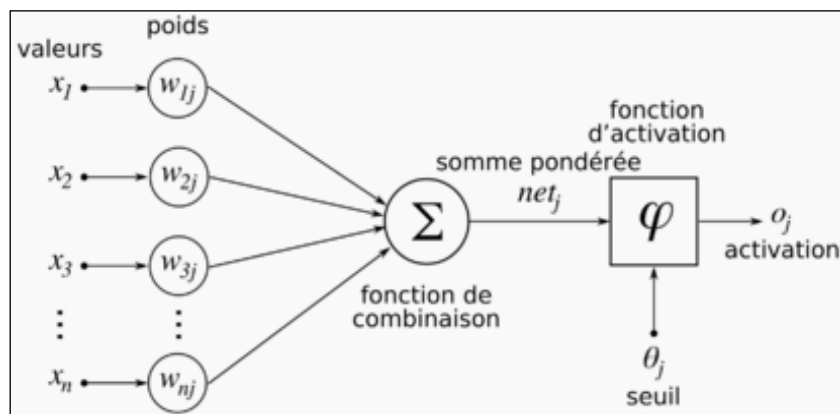 poids
valeurs
x1
w1j
x2
w2j
x3
w3j
⋮
⋮
xn
wnj
Σ
fonction de
combinaison
somme pondérée
netj
fonction
d'activation
φ
oj
activation
θj
seuil